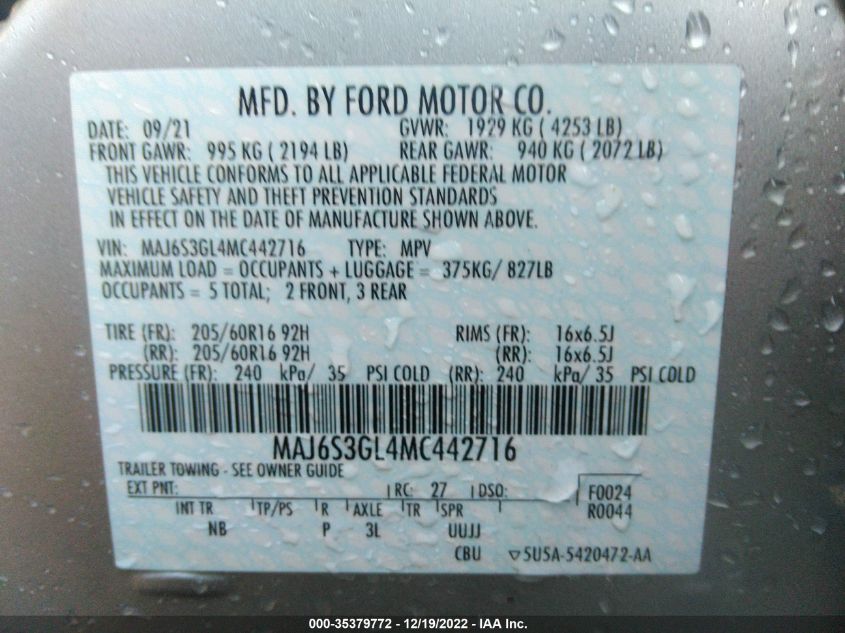 MFD. BY FORD MOTOR CO.
DATE: 09/21 GVWR: 1929 KG ( 4253 LB)
FRONT GAWR: 995 KG ( 2194 LB) REAR GAWR: 940 KG ( 2072 LB)
THIS VEHICLE CONFORMS TO ALL APPLICABLE FEDERAL MOTOR
VEHICLE SAFETY AND THEFT PREVENTION STANDARDS
IN EFFECT ON THE DATE OF MANUFACTURE SHOWN ABOVE.
VIN: MAJ6S3GL4MC442716 TYPE: MPV
MAXIMUM LOAD = OCCUPANTS + LUGGAGE = 375KG/ 827LB
OCCUPANTS = 5 TOTAL; 2 FRONT, 3 REAR
TIRE (FR): 205/60R16 92H RIMS (FR): 16x6.5J
(RR): 205/60R16 92H (RR): 16x6.5J
PRESSURE (FR): 240 kPa/ 35 PSI COLD (RR): 240 kPa/ 35 PSI COLD
MAJ6S3GL4MC442716
TRAILER TOWING - SEE OWNER GUIDE
EXT PNT: RC: 27 DSO: F0024
INT TR TP/PS R AXLE TR SPR R0044
NB P 3L UUJJ
CBU ▽5U5A-5420472-AA
000-35379772 - 12/19/2022 - IAA Inc.